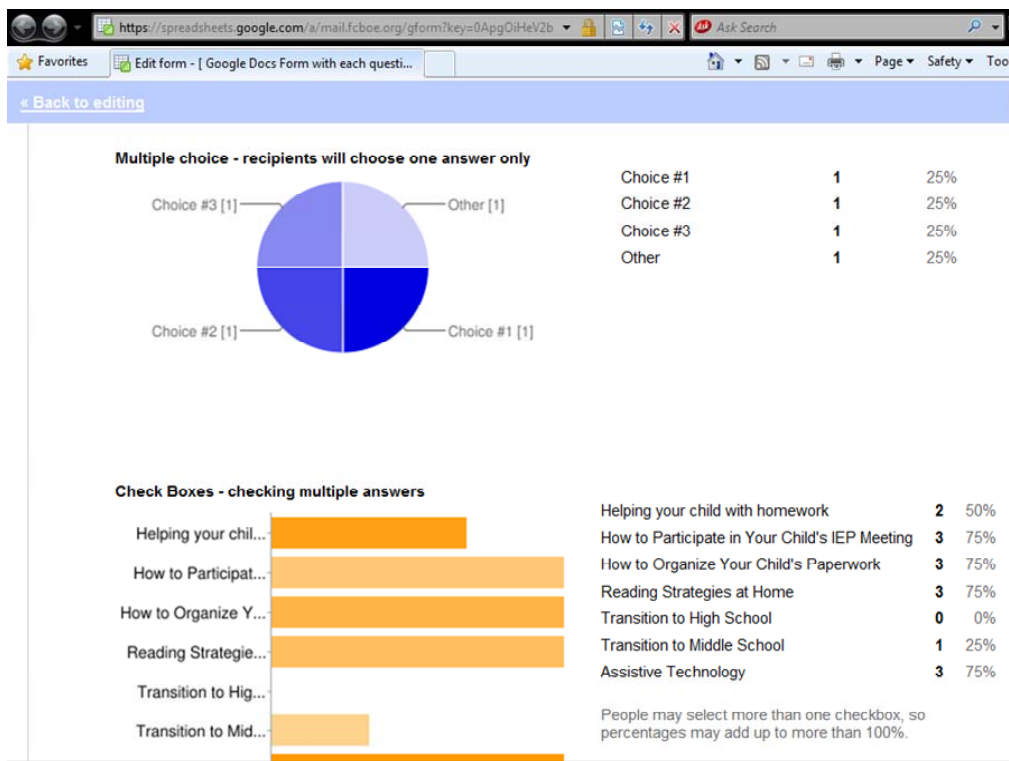 https://spreadsheets.google.com/a/mail.fcboe.org/gform?key=0ApgOiHeV2b
Ask Search
Favorites
Edit form - [ Google Docs Form with each questi...
Page
Safety
Too
« Back to editing
Multiple choice - recipients will choose one answer only
Choice #3 [1]
Other [1]
Choice #2 [1]
Choice #1 [1]
Choice #1 1 25%
Choice #2 1 25%
Choice #3 1 25%
Other 1 25%
Check Boxes - checking multiple answers
Helping your chil...
How to Participat...
How to Organize Y...
Reading Strategie...
Transition to Hig...
Transition to Mid...
Helping your child with homework 2 50%
How to Participate in Your Child's IEP Meeting 3 75%
How to Organize Your Child's Paperwork 3 75%
Reading Strategies at Home 3 75%
Transition to High School 0 0%
Transition to Middle School 1 25%
Assistive Technology 3 75%
People may select more than one checkbox, so
percentages may add up to more than 100%.